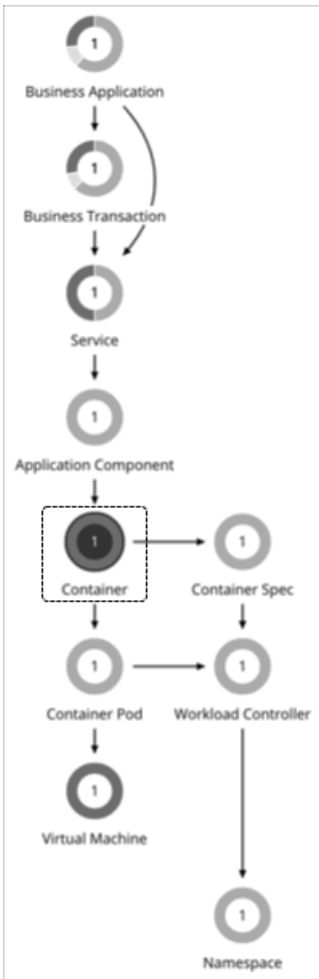 1
Business Application
1
Business Transaction
1
Service
1
Application Component
1 1
Container Container Spec
1 1
Container Pod Workload Controller
1
Virtual Machine
1
Namespace